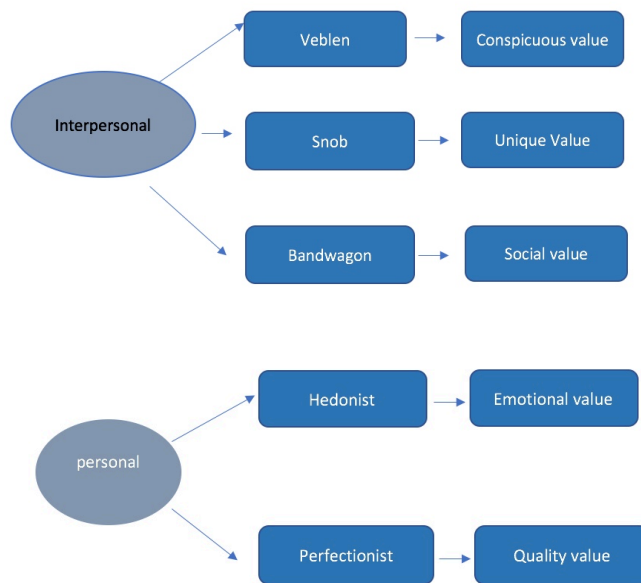 Veblen
Conspicuous value
Interpersonal
Snob
Unique Value
Bandwagon
Social value
Hedonist
Emotional value
personal
Perfectionist
Quality value